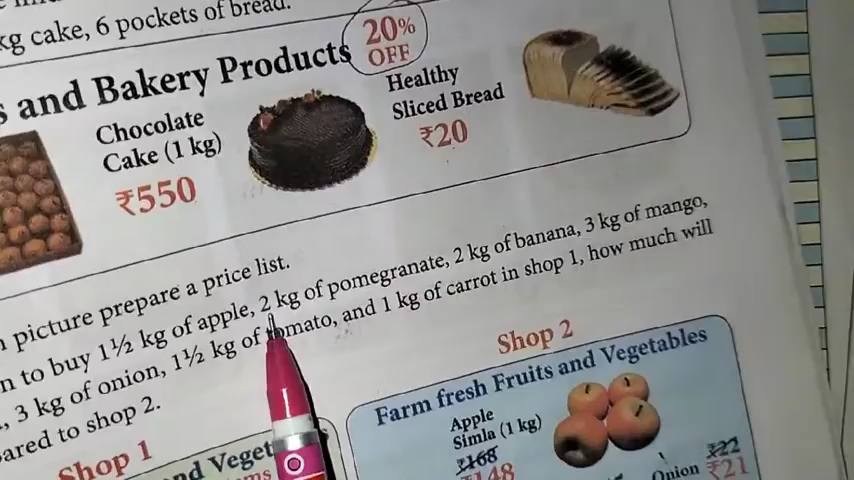 kg cake, 6 pockets of bread.
s and Bakery Products
20% OFF
Chocolate
Cake (1 kg)
₹550
Healthy
Sliced Bread
₹20
picture prepare a price list.
n to buy 1½ kg of apple, 2 kg of pomegranate, 2 kg of banana, 3 kg of mango,
3 kg of onion, 1½ kg of tomato, and 1 kg of carrot in shop 1, how much will
ared to shop 2.
Shop 1
nd Veget
Shop 2
Farm fresh Fruits and Vegetables
Apple
Simla (1 kg)
₹168
₹148
Onion
₹22
₹21